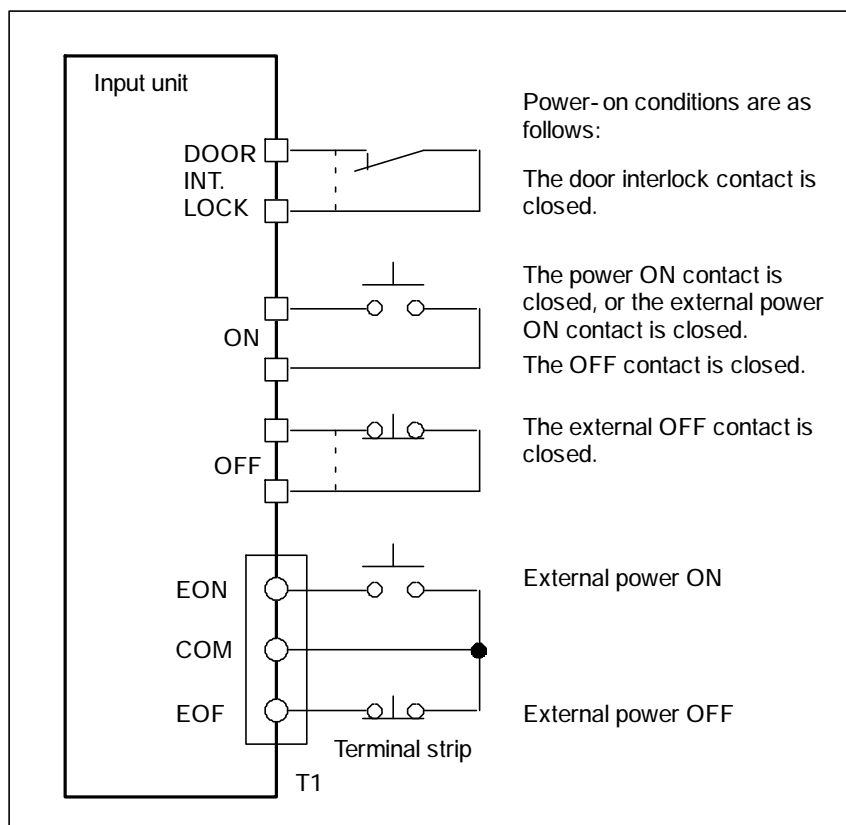 Input unit
DOOR
INT.
LOCK
ON
OFF
EON
COM
EOF
Terminal strip
T1
Power-on conditions are as
follows:
The door interlock contact is
closed.
The power ON contact is
closed, or the external power
ON contact is closed.
The OFF contact is closed.
The external OFF contact is
closed.
External power ON
External power OFF